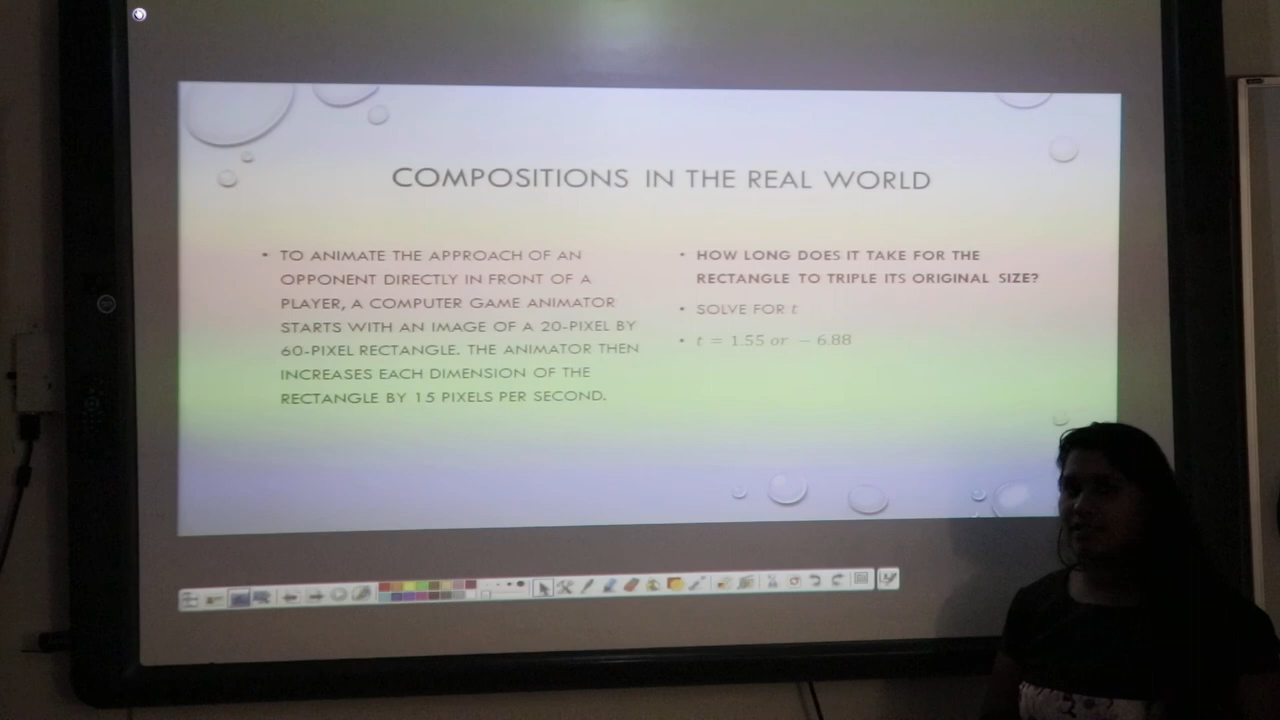 COMPOSITIONS IN THE REAL WORLD
• TO ANIMATE THE APPROACH OF AN
OPPONENT DIRECTLY IN FRONT OF A
PLAYER, A COMPUTER GAME ANIMATOR
STARTS WITH AN IMAGE OF A 20-PIXEL BY
60-PIXEL RECTANGLE. THE ANIMATOR THEN
INCREASES EACH DIMENSION OF THE
RECTANGLE BY 15 PIXELS PER SECOND.
• HOW LONG DOES IT TAKE FOR THE
RECTANGLE TO TRIPLE ITS ORIGINAL SIZE?
• SOLVE FOR t
• t = 1.55 or − 6.88